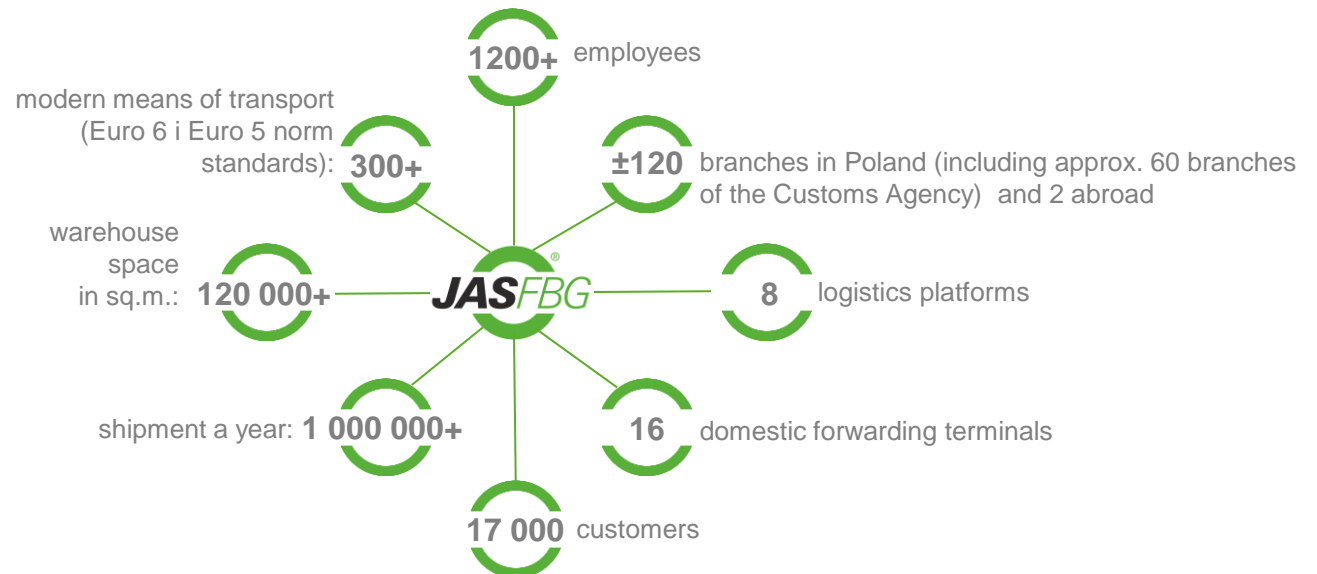 1200+ employees
modern means of transport
(Euro 6 i Euro 5 norm
standards): 300+
±120 branches in Poland (including approx. 60 branches
of the Customs Agency)  and 2 abroad
warehouse
space
in sq.m.: 120 000+
JASFBG®
8 logistics platforms
shipment a year: 1 000 000+
16 domestic forwarding terminals
17 000 customers